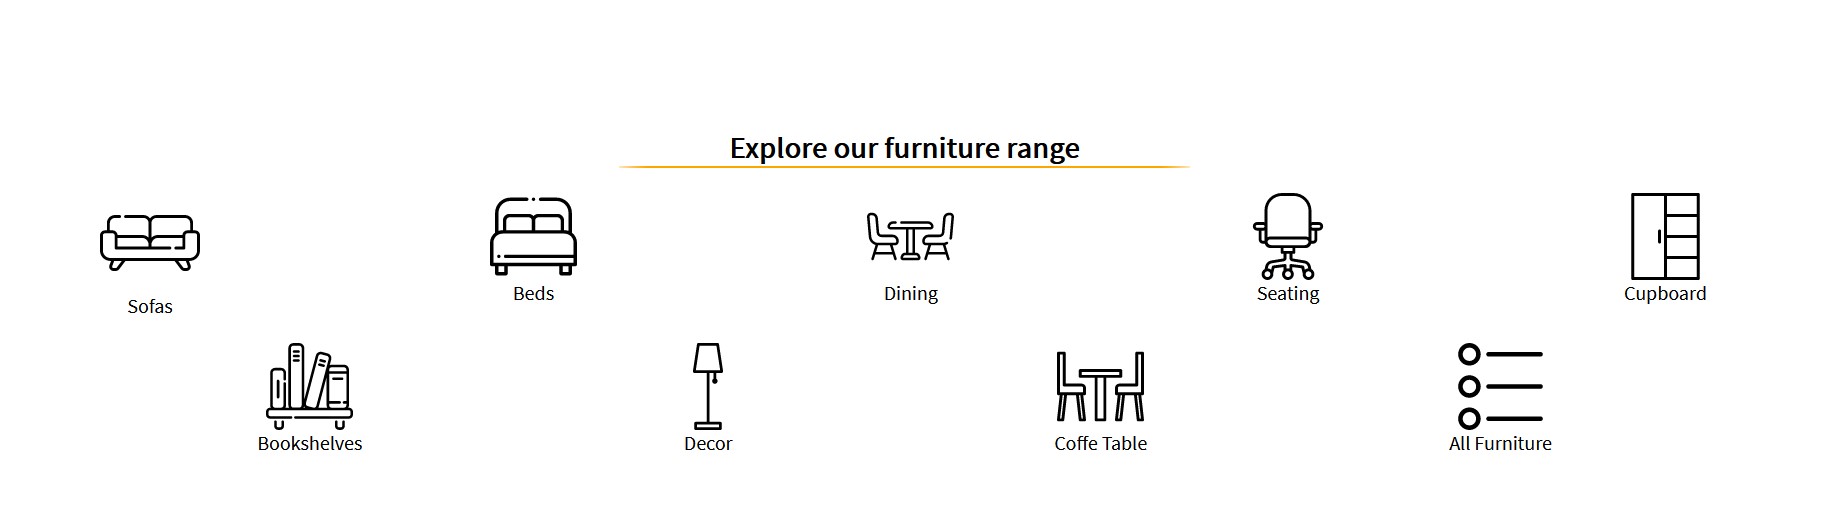 Explore our furniture range
Sofas
Beds
Dining
Seating
Cupboard
Bookshelves
Decor
Coffe Table
All Furniture